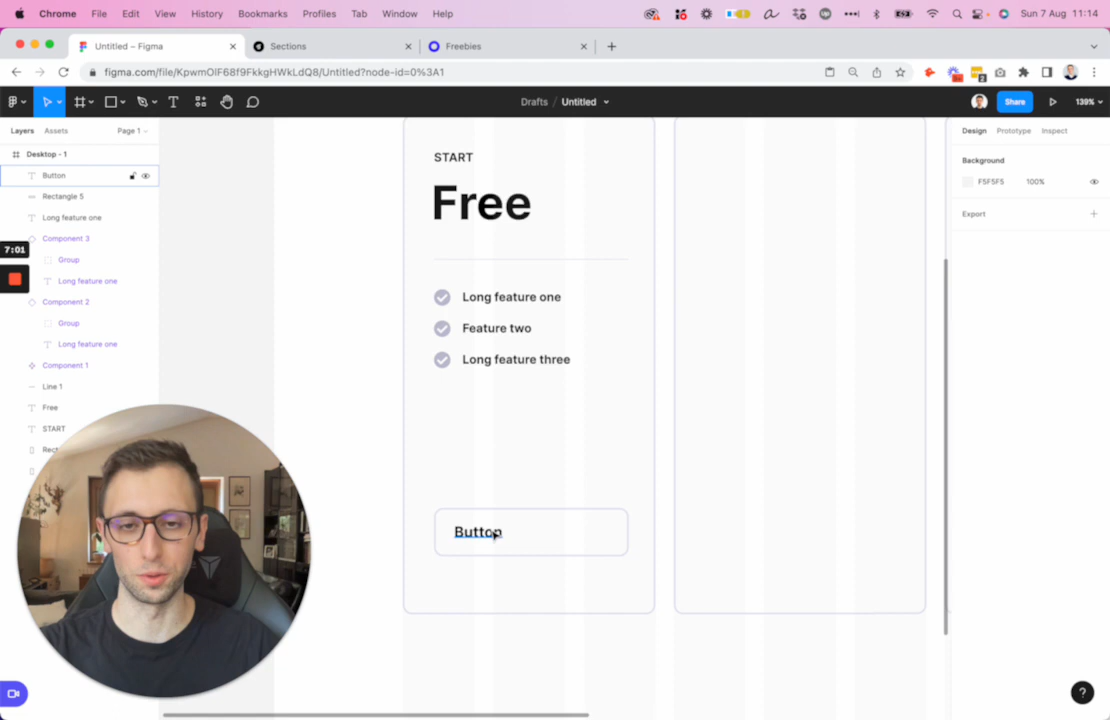 Chrome File Edit View History Bookmarks Profiles Tab Window Help Sun 7 Aug 11:14
Untitled – Figma Sections Freebies
figma.com/file/KpwmOlF68f9FkkgHWkLdQ8/Untitled?node-id=0%3A1
Drafts / Untitled Share 139%
Layers Assets Page 1 Design Prototype Inspect
Desktop - 1
Background
F5F5F5 100%
Export
Button
Rectangle 5
Long feature one
Component 3
Group
Long feature one
Component 2
Group
Long feature one
Component 1
Line 1
Free
START
7:01
START
Free
Long feature one
Feature two
Long feature three
Button
?